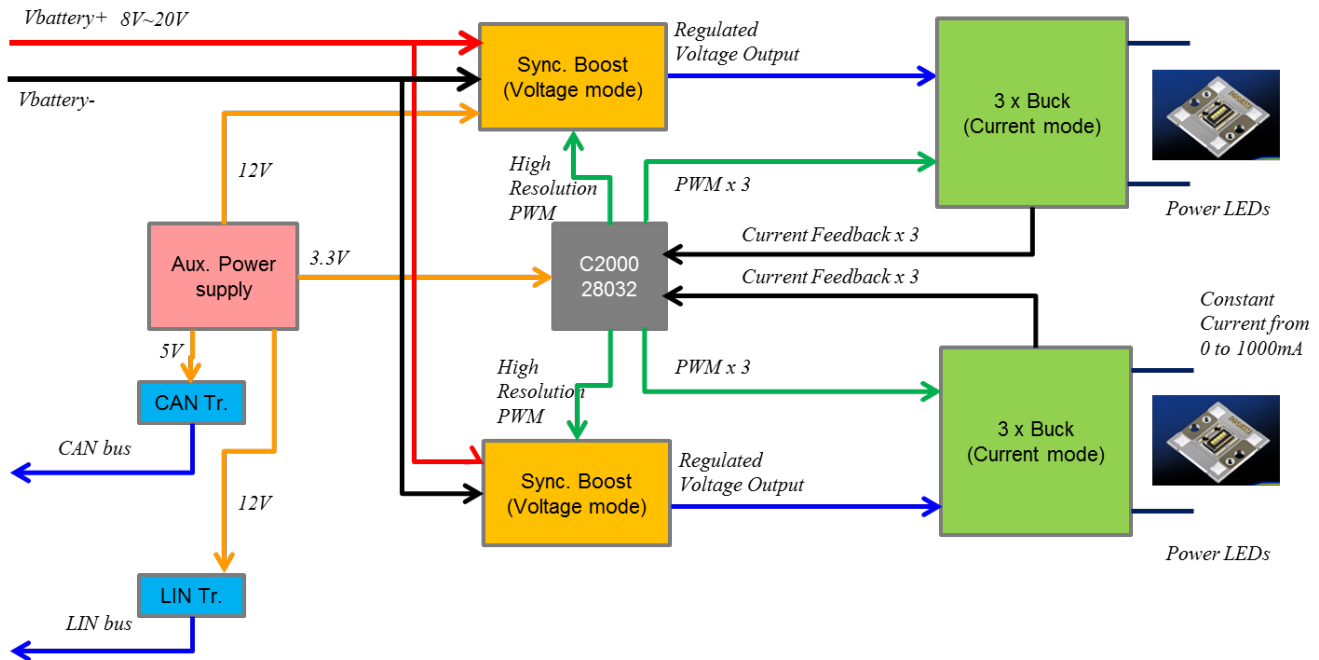 Vbattery+ 8V~20V
Vbattery-
Sync. Boost
(Voltage mode)
Regulated
Voltage Output
3 x Buck
(Current mode)
12V
High
Resolution
PWM
PWM x 3
Power LEDs
Aux. Power
supply
3.3V
C2000
28032
Current Feedback x 3
Current Feedback x 3
Constant
Current from
0 to 1000mA
5V
CAN Tr.
CAN bus
High
Resolution
PWM
PWM x 3
3 x Buck
(Current mode)
Sync. Boost
(Voltage mode)
Regulated
Voltage Output
12V
Power LEDs
LIN Tr.
LIN bus